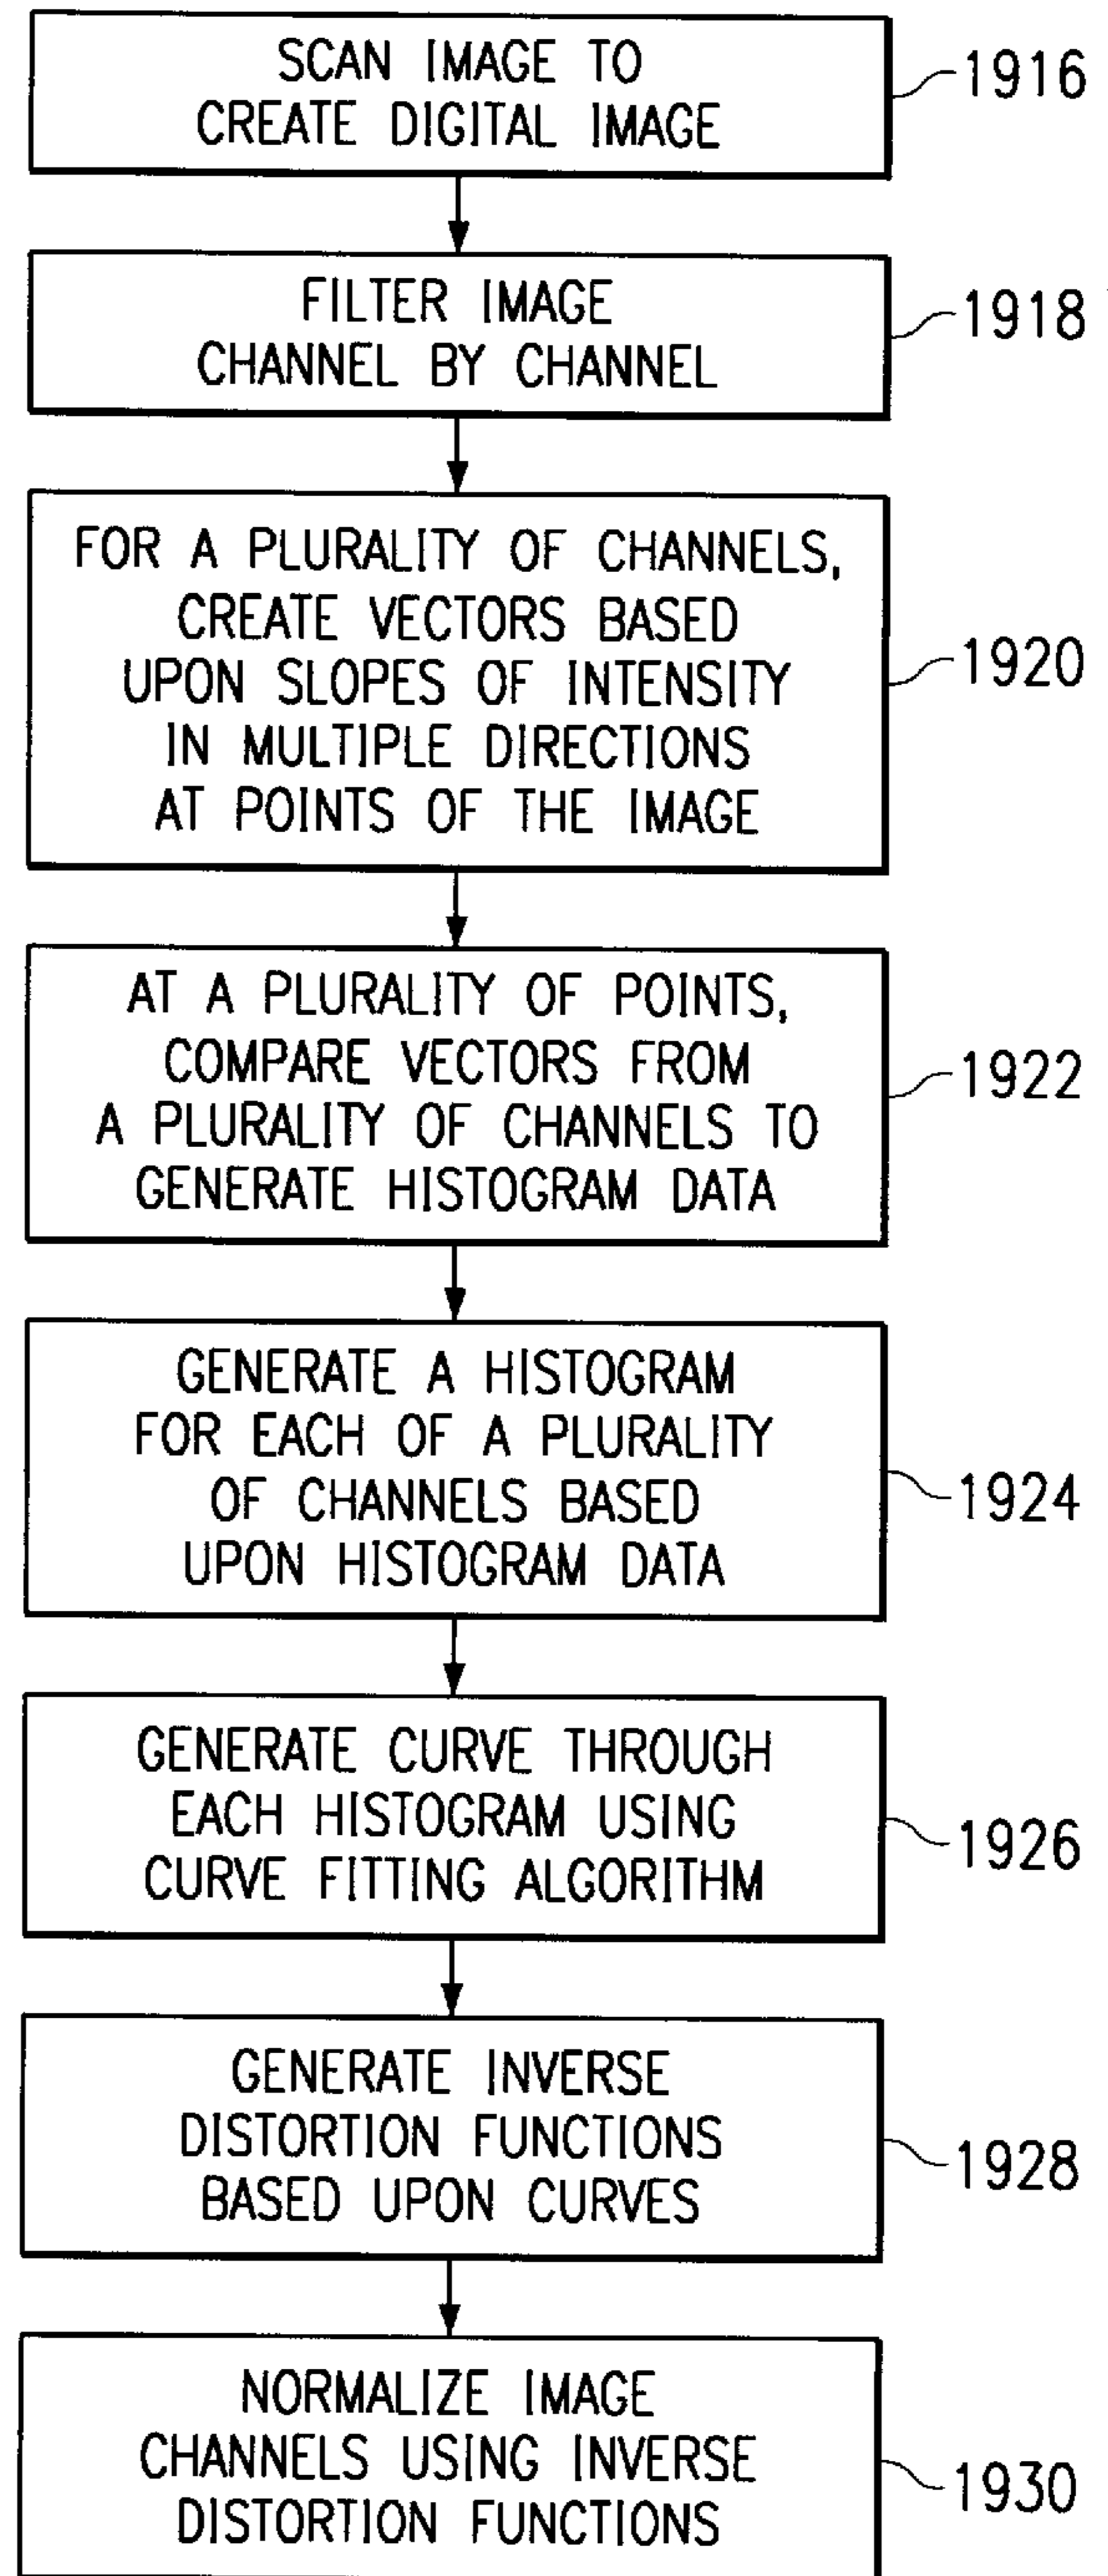 SCAN IMAGE TO
CREATE DIGITAL IMAGE
1916
FILTER IMAGE
CHANNEL BY CHANNEL
1918
FOR A PLURALITY OF CHANNELS,
CREATE VECTORS BASED
UPON SLOPES OF INTENSITY
IN MULTIPLE DIRECTIONS
AT POINTS OF THE IMAGE
1920
AT A PLURALITY OF POINTS,
COMPARE VECTORS FROM
A PLURALITY OF CHANNELS TO
GENERATE HISTOGRAM DATA
1922
GENERATE A HISTOGRAM
FOR EACH OF A PLURALITY
OF CHANNELS BASED
UPON HISTOGRAM DATA
1924
GENERATE CURVE THROUGH
EACH HISTOGRAM USING
CURVE FITTING ALGORITHM
1926
GENERATE INVERSE
DISTORTION FUNCTIONS
BASED UPON CURVES
1928
NORMALIZE IMAGE
CHANNELS USING INVERSE
DISTORTION FUNCTIONS
1930